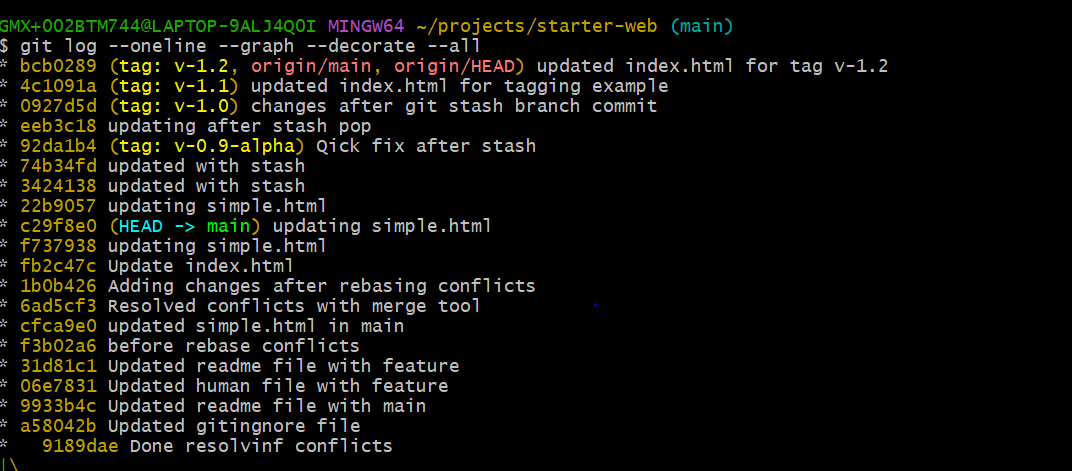 GMX+002BTM744@LAPTOP-9ALJ4Q0I MINGW64 ~/projects/starter-web (main)
$ git log --oneline --graph --decorate --all
* bcb0289 (tag: v-1.2, origin/main, origin/HEAD) updated index.html for tag v-1.2
* 4c1091a (tag: v-1.1) updated index.html for tagging example
* 0927d5d (tag: v-1.0) changes after git stash branch commit
* eeb3c18 updating after stash pop
* 92da1b4 (tag: v-0.9-alpha) Qick fix after stash
* 74b34fd updated with stash
* 3424138 updated with stash
* 22b9057 updating simple.html
* c29f8e0 (HEAD -> main) updating simple.html
* f737938 updating simple.html
* fb2c47c Update index.html
* 1b0b426 Adding changes after rebasing conflicts
* 6ad5cf3 Resolved conflicts with merge tool
* cfca9e0 updated simple.html in main
* f3b02a6 before rebase conflicts
* 31d81c1 Updated readme file with feature
* 06e7831 Updated human file with feature
* 9933b4c Updated readme file with main
* a58042b Updated gitingnore file
*   9189dae Done resolvinf conflicts
|\